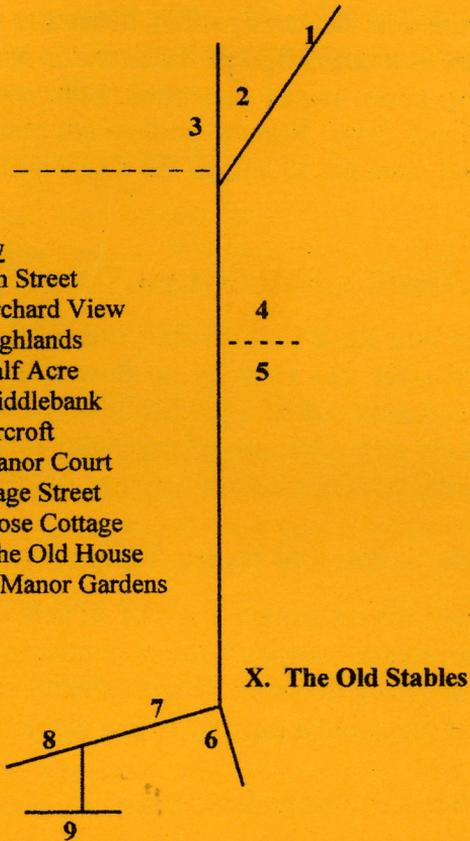 1
2
3
y
n Street
rchard View
4
ghlands
alf Acre
5
iddlebank
rcroft
anor Court
age Street
ose Cottage
he Old House
Manor Gardens
X. The Old Stables
7
8
6
9